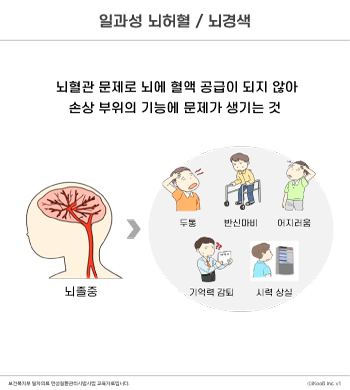 일과성 뇌허혈 / 뇌경색
뇌혈관 문제로 뇌에 혈액 공급이 되지 않아
손상 부위의 기능에 문제가 생기는 것
두통
반신마비
어지러움
뇌졸중
기억력 감퇴
시력 상실
보건복지부 일차의료 만성질환관리시범사업 교육자료입니다.